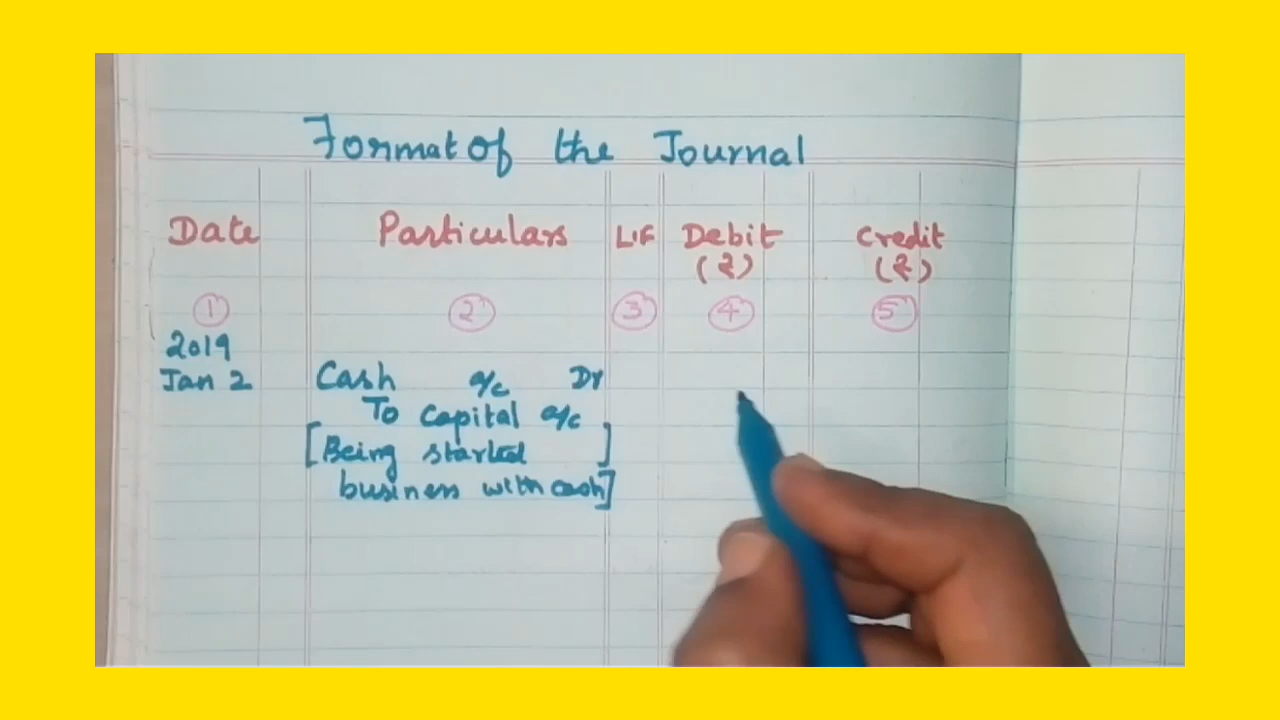 Format of the Journal
Date Particulars L.F Debit (₹) Credit (₹)
1 2 3 4 5
2019
Jan 2 Cash a/c Dr
To Capital a/c
[Being started ]
business with cash]